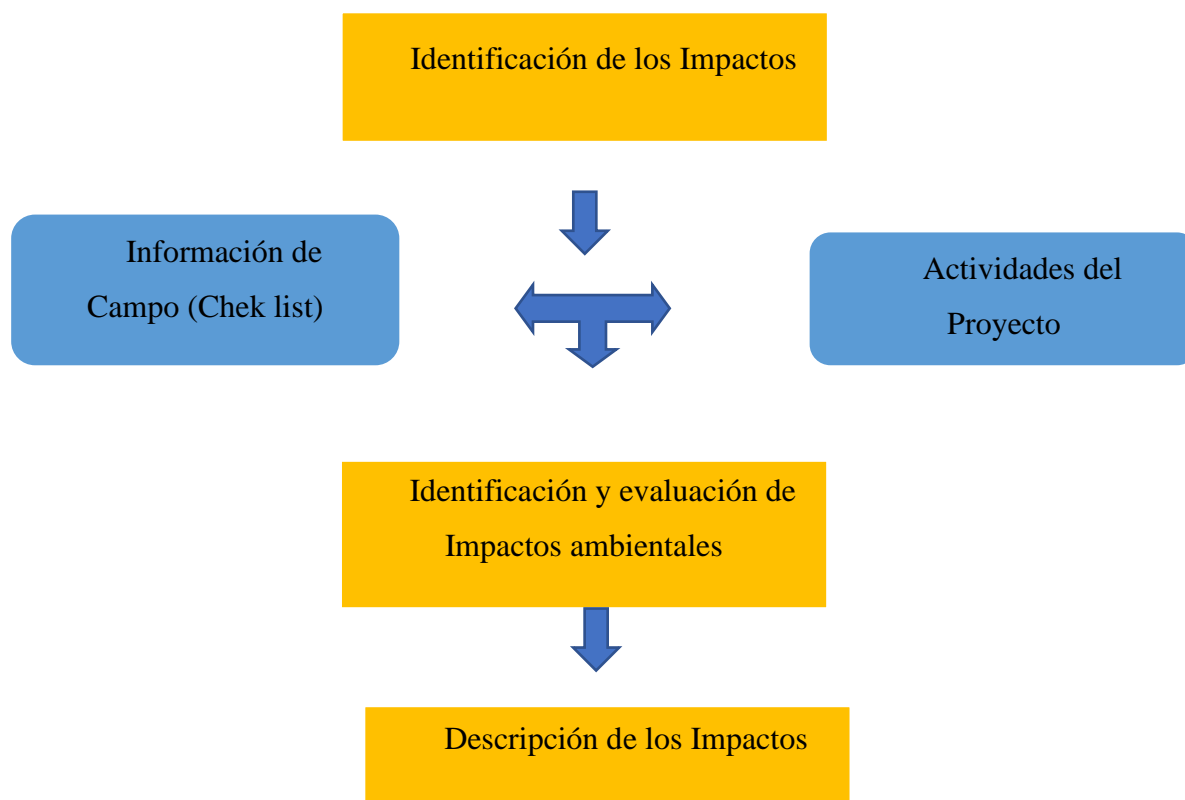 Identificación de los Impactos
Información de
Campo (Chek list)
Actividades del
Proyecto
Identificación y evaluación de
Impactos ambientales
Descripción de los Impactos